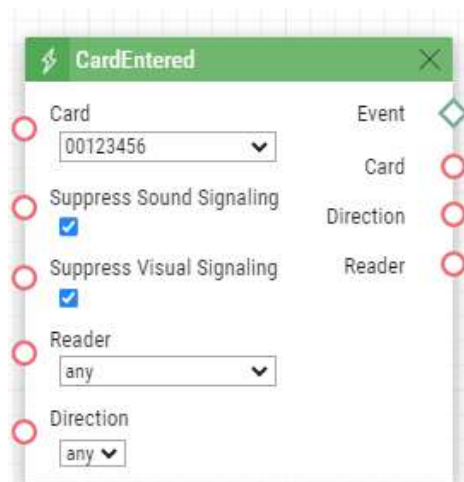 CardEntered
Card
00123456
Suppress Sound Signaling
Suppress Visual Signaling
Reader
any
Direction
any
Event
Card
Direction
Reader